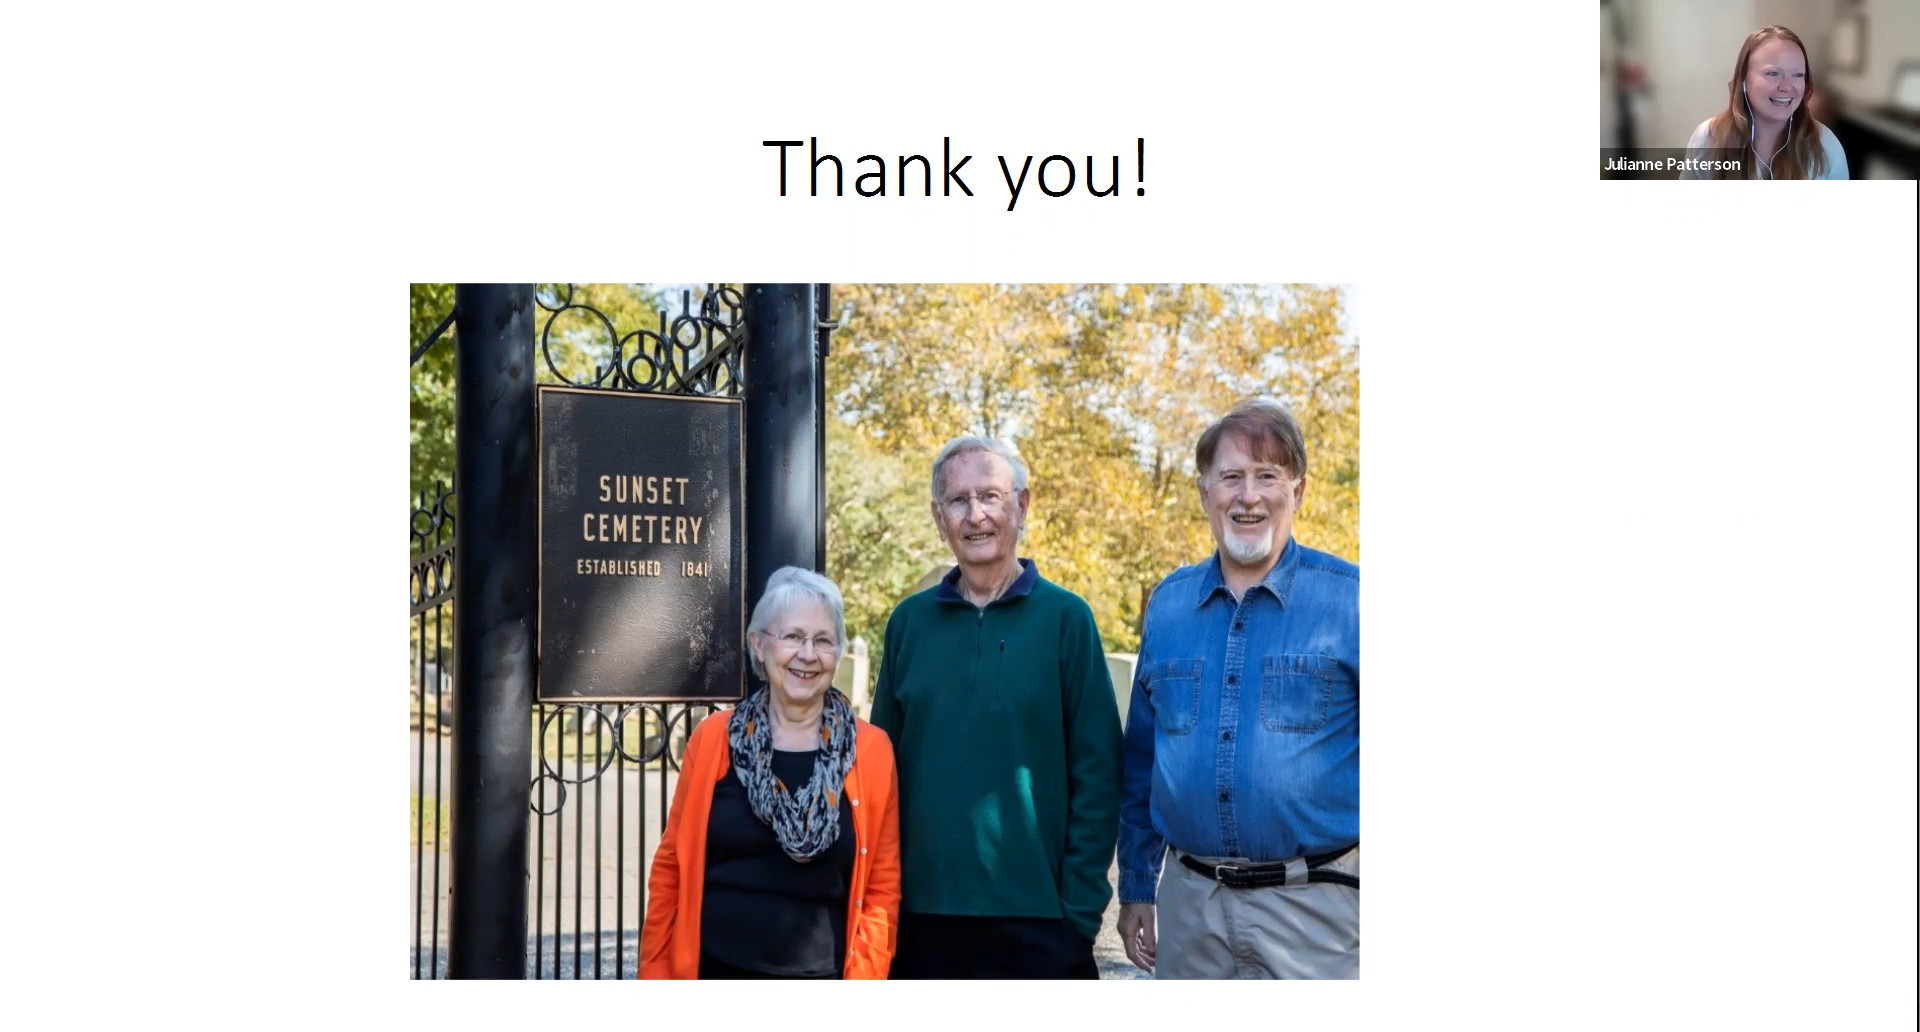 Thank you!
Julianne Patterson
SUNSET
CEMETERY
ESTABLISHED 1841